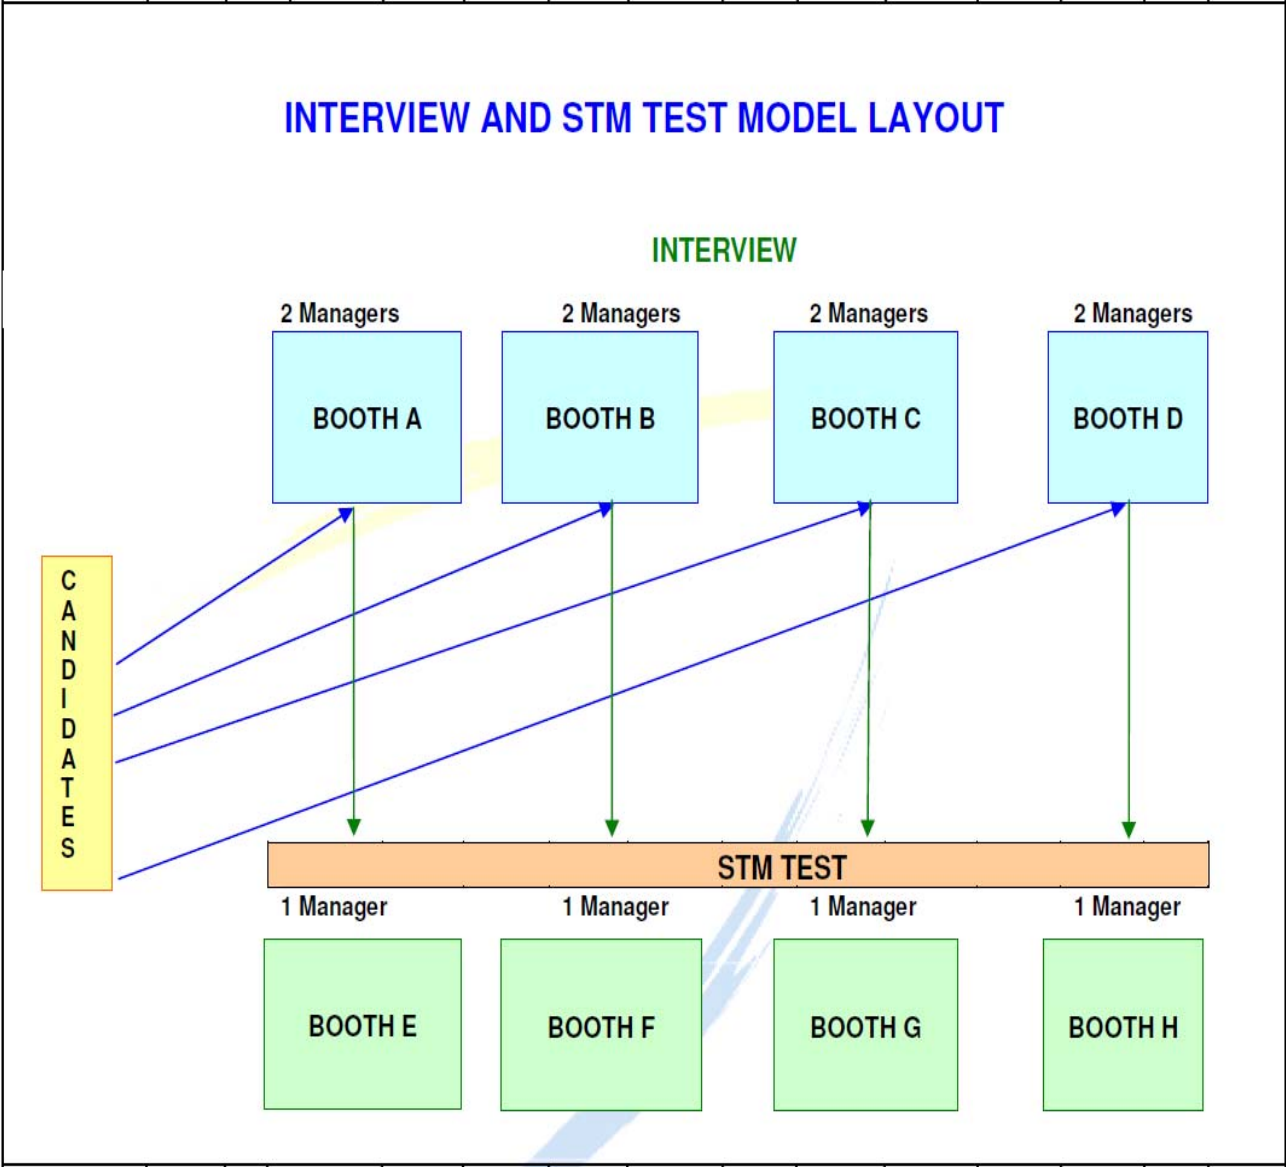 INTERVIEW AND STM TEST MODEL LAYOUT
INTERVIEW
2 Managers 2 Managers 2 Managers 2 Managers
BOOTH A BOOTH B BOOTH C BOOTH D
CANDIDATES
STM TEST
1 Manager 1 Manager 1 Manager 1 Manager
BOOTH E BOOTH F BOOTH G BOOTH H